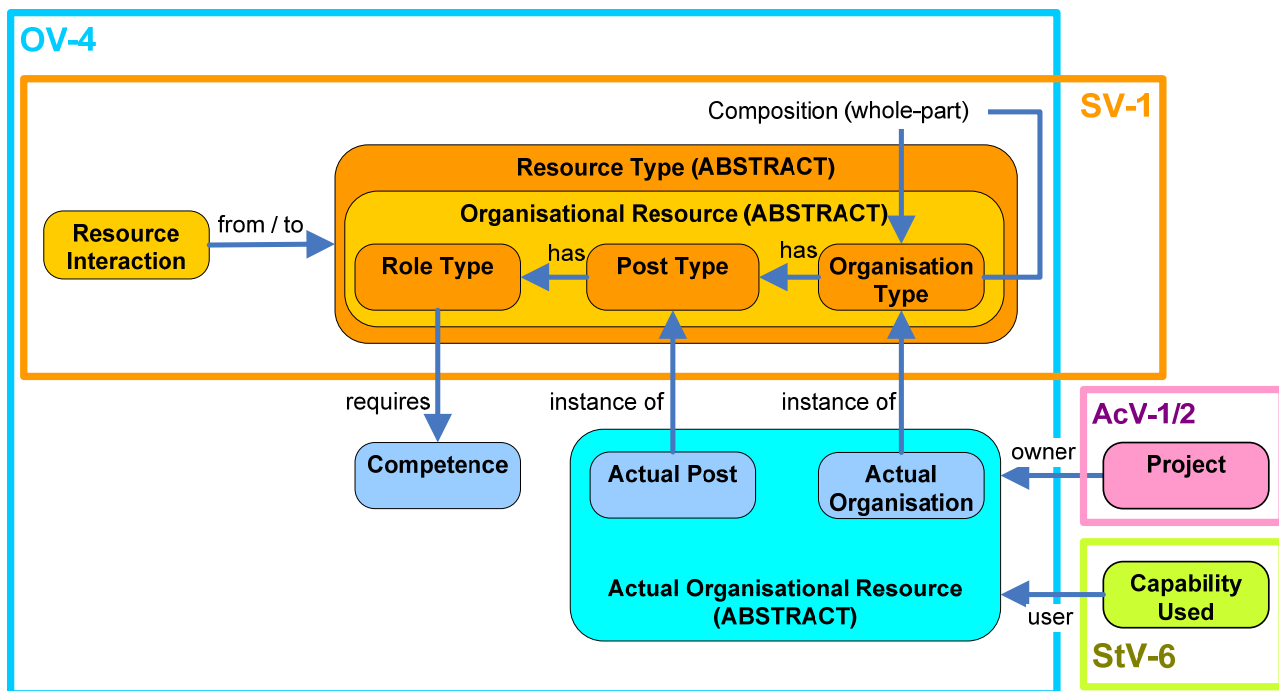 OV-4
SV-1
Composition (whole-part)
Resource Type (ABSTRACT)
Organisational Resource (ABSTRACT)
Resource
Interaction
from / to
Role Type
has
Post Type
has
Organisation
Type
requires
instance of
instance of
AcV-1/2
Competence
Actual Post
Actual
Organisation
owner
Project
Actual Organisational Resource
(ABSTRACT)
user
Capability
Used
StV-6